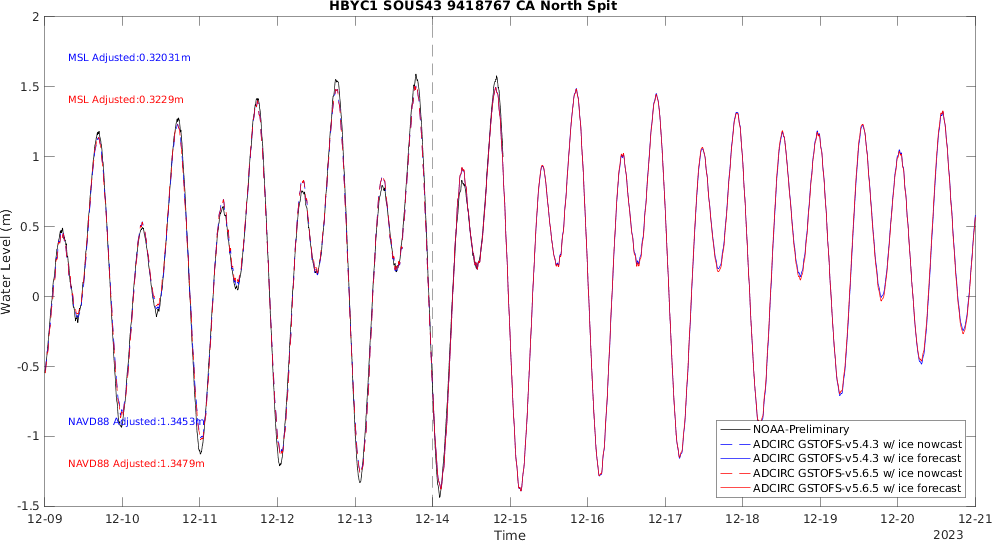 HBYC1 SOUS43 9418767 CA North Spit
2
MSL Adjusted:0.32031m
1.5
MSL Adjusted:0.3229m
1
0.5
Water Level (m)
0
-0.5
NAVD88 Adjusted:1.3453m
-1
NAVD88 Adjusted:1.3479m
-1.5
NOAA-Preliminary
ADCIRC GSTOFS-v5.4.3 w/ ice nowcast
ADCIRC GSTOFS-v5.4.3 w/ ice forecast
ADCIRC GSTOFS-v5.6.5 w/ ice nowcast
ADCIRC GSTOFS-v5.6.5 w/ ice forecast
12-09 12-10 12-11 12-12 12-13 12-14 12-15 12-16 12-17 12-18 12-19 12-20 12-21
Time
2023